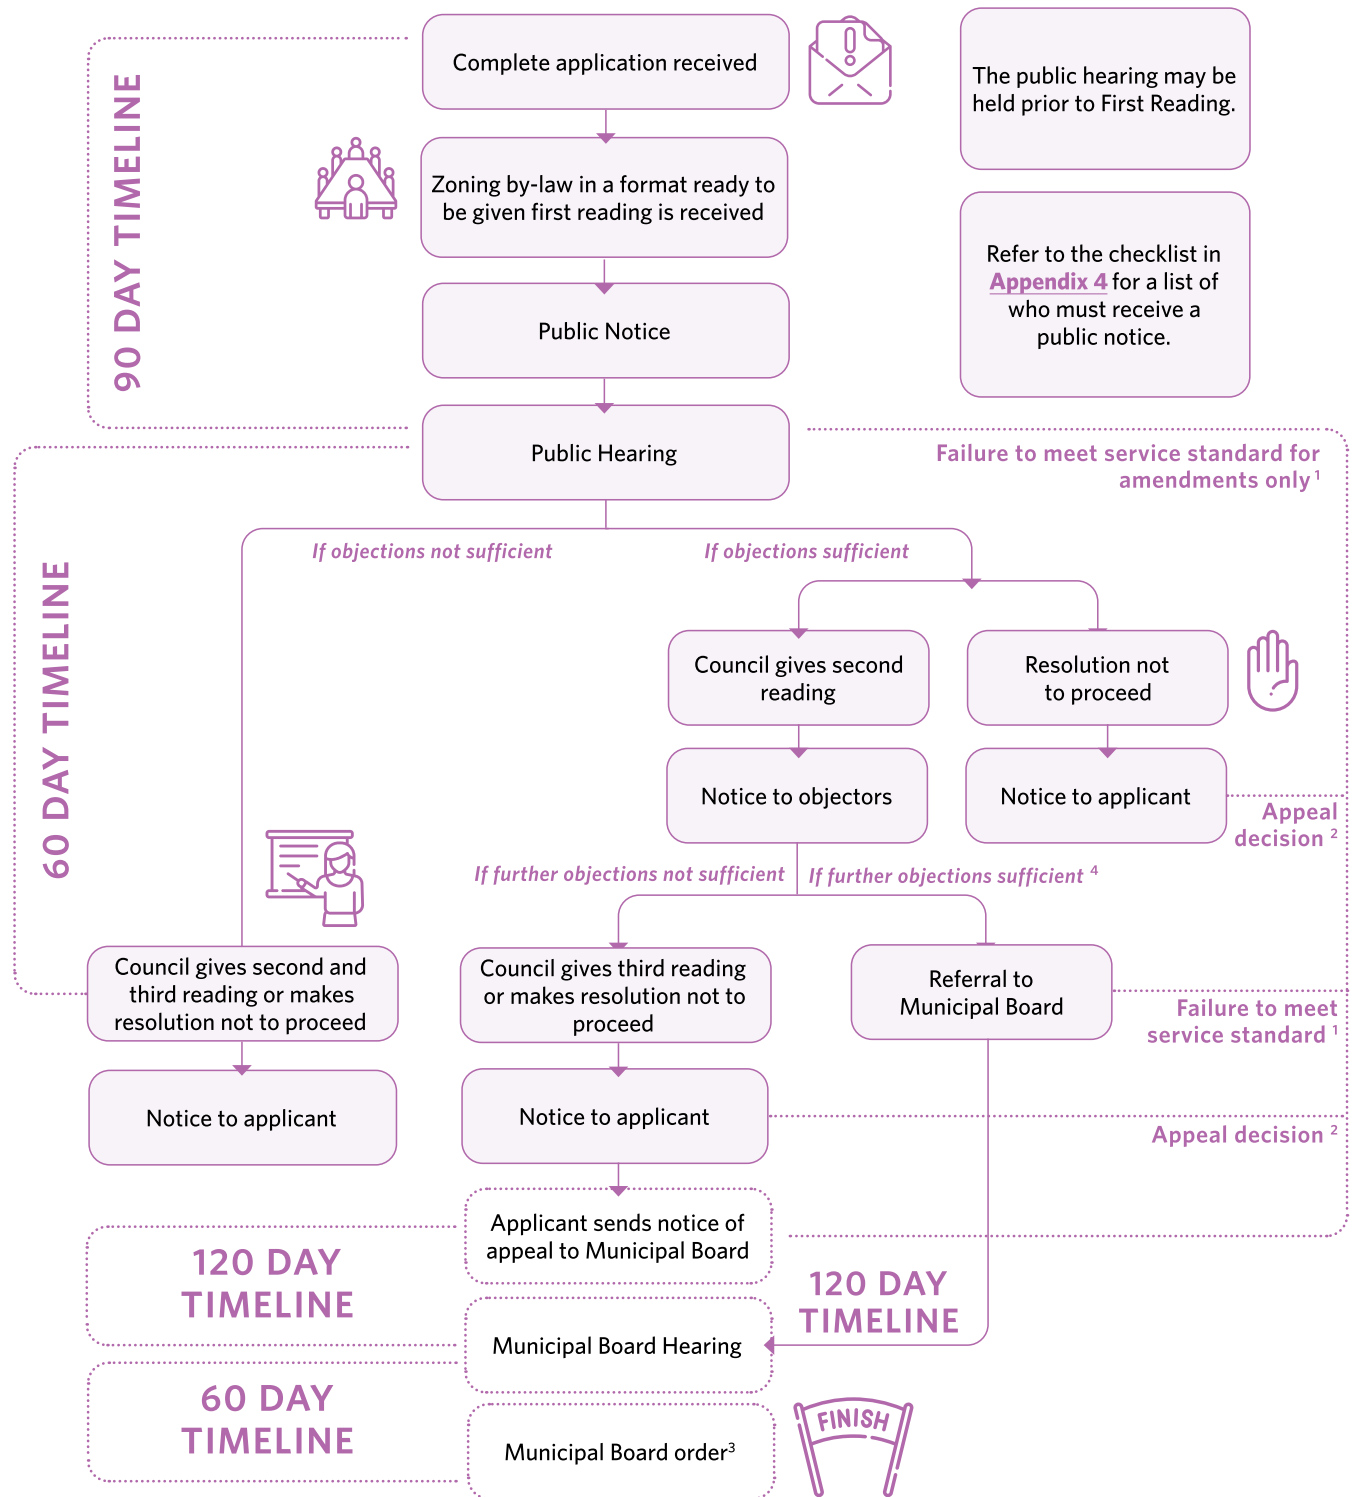 Complete application received
The public hearing may be
held prior to First Reading.
90 DAY TIMELINE
Zoning by-law in a format ready to
be given first reading is received
Refer to the checklist in
Appendix 4 for a list of
who must receive a
public notice.
Public Notice
Public Hearing
Failure to meet service standard for
amendments only 1
If objections not sufficient
If objections sufficient
60 DAY TIMELINE
Council gives second
reading
Resolution not
to proceed
Notice to objectors
Notice to applicant
Appeal
decision 2
If further objections not sufficient
If further objections sufficient 4
Council gives second and
third reading or makes
resolution not to proceed
Council gives third reading
or makes resolution not to
proceed
Referral to
Municipal Board
Failure to meet
service standard 1
Notice to applicant
Notice to applicant
Appeal decision 2
Applicant sends notice of
appeal to Municipal Board
120 DAY
TIMELINE
120 DAY
TIMELINE
Municipal Board Hearing
60 DAY
TIMELINE
Municipal Board order3
FINISH